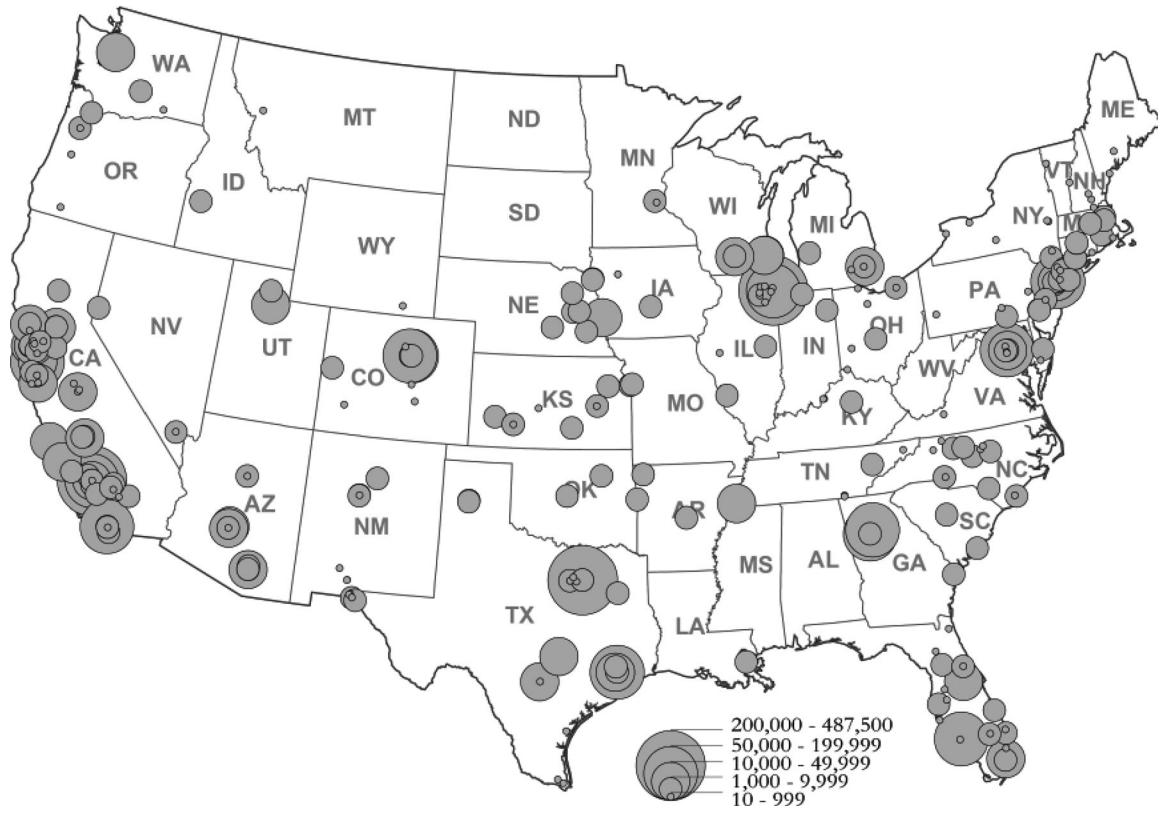 WA
MT
ND
MN
ME
OR
ID
SD
WI
MI
VT
NH
NY
M
WY
NE
IA
PA
NV
UT
CO
IL
IN
OH
WV
VA
CA
KS
MO
KY
AZ
NM
OK
TN
NC
AR
SC
TX
MS
AL
GA
LA
200,000 - 487,500
50,000 - 199,999
10,000 - 49,999
1,000 - 9,999
10 - 999